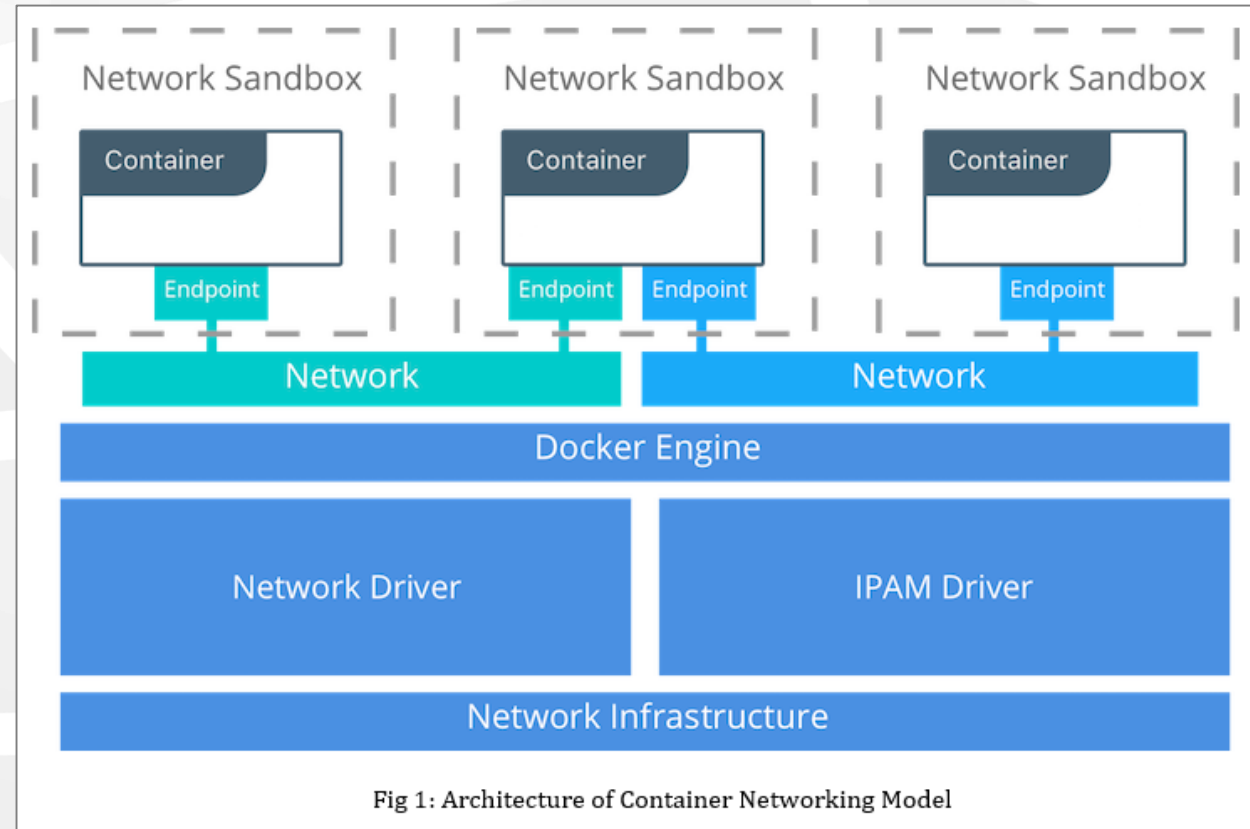 Network Sandbox
Network Sandbox
Network Sandbox
Container
Container
Container
Endpoint
Endpoint
Endpoint
Endpoint
Network
Network
Docker Engine
Network Driver
IPAM Driver
Network Infrastructure
Fig 1: Architecture of Container Networking Model